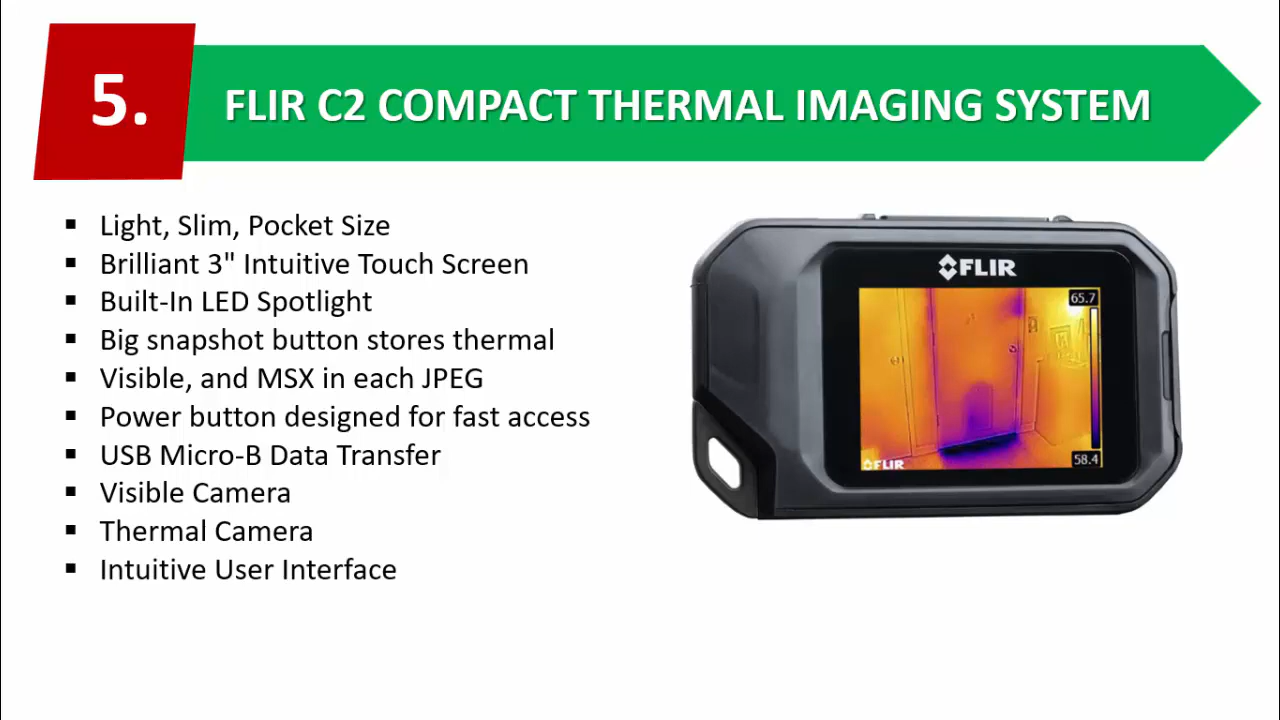 5.
FLIR C2 COMPACT THERMAL IMAGING SYSTEM
Light, Slim, Pocket Size
Brilliant 3" Intuitive Touch Screen
Built-In LED Spotlight
Big snapshot button stores thermal
Visible, and MSX in each JPEG
Power button designed for fast access
USB Micro-B Data Transfer
Visible Camera
Thermal Camera
Intuitive User Interface
FLIR
65.7
58.4
FLIR